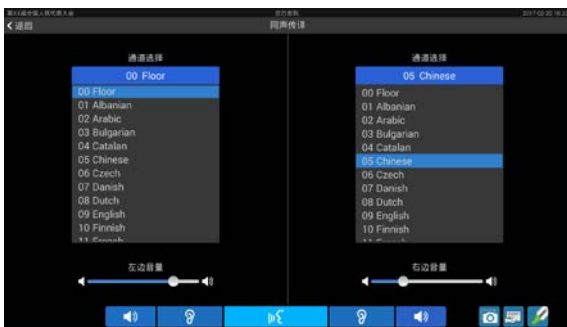 返回
同声传译
通道选择
00 Floor
00 Floor
01 Albanian
02 Arabic
03 Bulgarian
04 Catalan
05 Chinese
06 Czech
07 Danish
08 Dutch
09 English
10 Finnish
11 French
左边音量
通道选择
05 Chinese
00 Floor
01 Albanian
02 Arabic
03 Bulgarian
04 Catalan
05 Chinese
06 Czech
07 Danish
08 Dutch
09 English
10 Finnish
右边音量